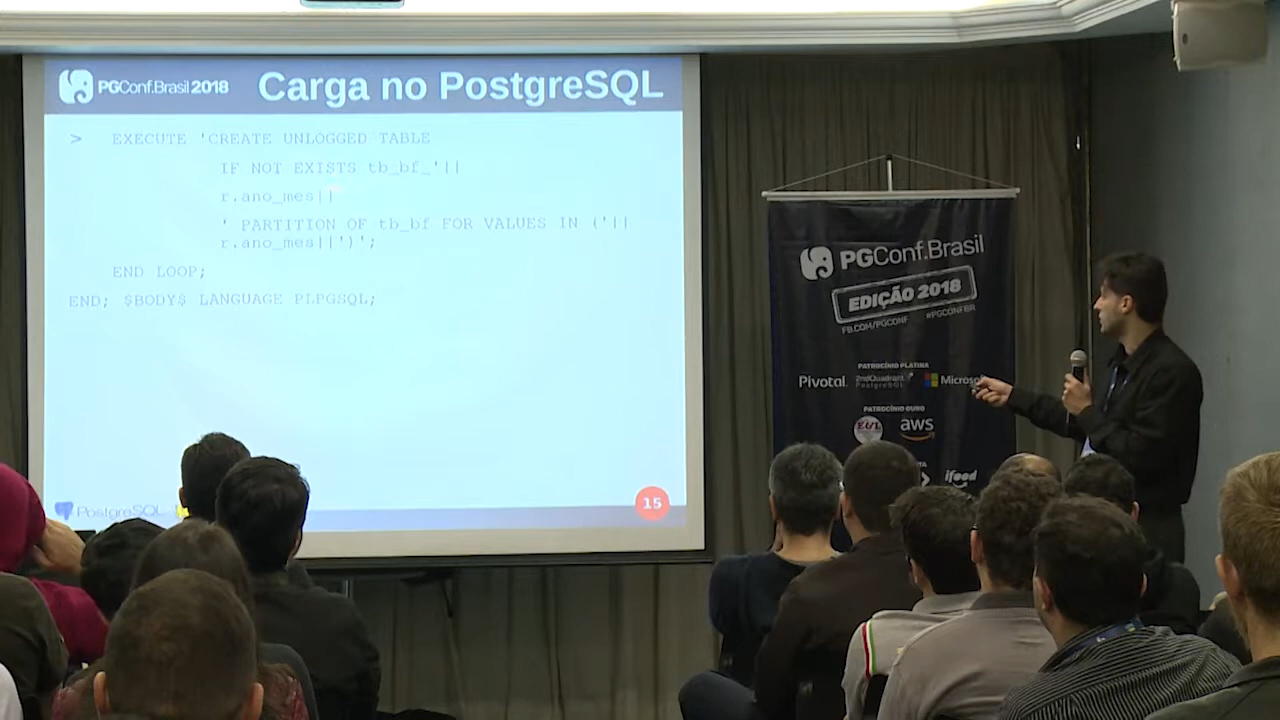 PGConf.Brasil 2018
Carga no PostgreSQL
> EXECUTE 'CREATE UNLOGGED TABLE
IF NOT EXISTS tb_bf_'||
r.ano_mes||
' PARTITION OF tb_bf FOR VALUES IN ('||
r.ano_mes||')';
END LOOP;
END; $BODY$ LANGUAGE PLPGSQL;
PostgreSQL
15
PGConf.Brasil
EDIÇÃO 2018
FB.COM/PGCONF #PGCONFBR
PATROCÍNIO PLATINA
Pivotal. 2ndQuadrant PostgreSQL Microso
PATROCÍNIO OURO
aws
ifood